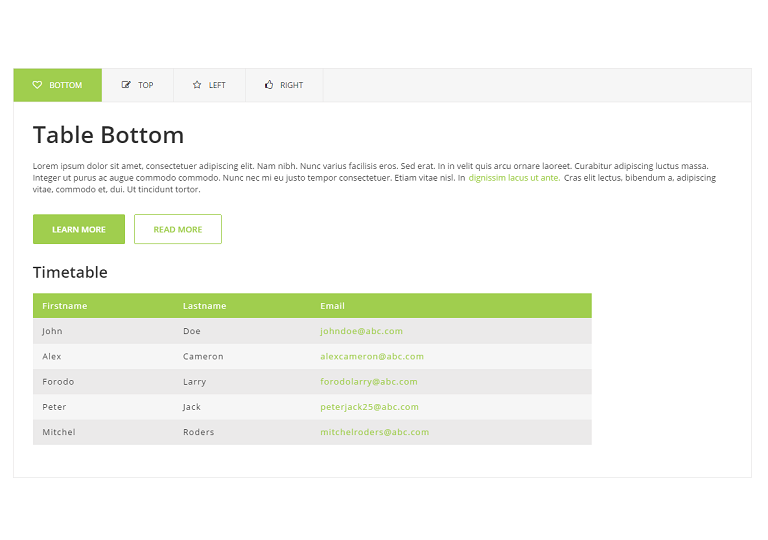 BOTTOM TOP LEFT RIGHT
Table Bottom
Lorem ipsum dolor sit amet, consectetuer adipiscing elit. Nam nibh. Nunc varius facilisis eros. Sed erat. In in velit quis arcu ornare laoreet. Curabitur adipiscing luctus massa.
Integer ut purus ac augue commodo commodo. Nunc nec mi eu justo tempor consectetuer. Etiam vitae nisl. In dignissim lacus ut ante. Cras elit lectus, bibendum a, adipiscing
vitae, commodo et, dui. Ut tincidunt tortor.
LEARN MORE READ MORE
Timetable
Firstname Lastname Email
John Doe johndoe@abc.com
Alex Cameron alexcameron@abc.com
Forodo Larry forodolarry@abc.com
Peter Jack peterjack25@abc.com
Mitchel Roders mitchelroders@abc.com